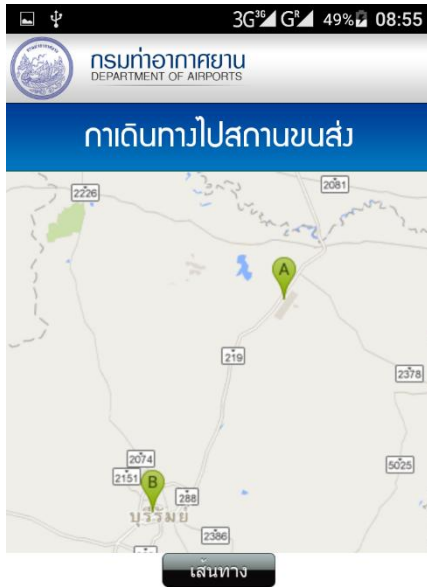 3G 3G G R 49% 08:55
กรมท่าอากาศยาน
DEPARTMENT OF AIRPORTS
กาเดินทางไปสถานขนส่ง
2226
2081
A
219
2378
2074
2151
B
288
5025
บุรีรัมย์
2386
เส้นทาง